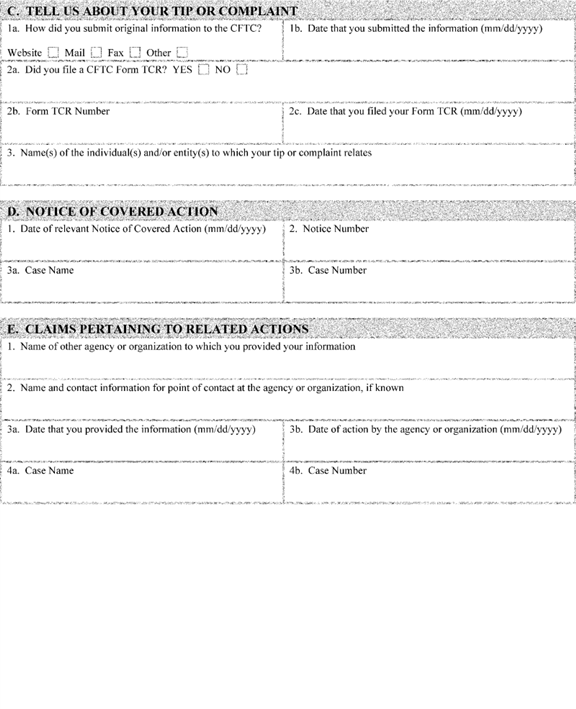 C. TELL US ABOUT YOUR TIP OR COMPLAINT
1a. How did you submit original information to the CFTC?
1b. Date that you submitted the information (mm/dd/yyyy)
Website Mail Fax Other
2a. Did you file a CFTC Form TCR? YES NO
2b. Form TCR Number
2c. Date that you filed your Form TCR (mm/dd/yyyy)
3. Name(s) of the individual(s) and/or entity(s) to which your tip or complaint relates
D. NOTICE OF COVERED ACTION
1. Date of relevant Notice of Covered Action (mm/dd/yyyy)
2. Notice Number
3a. Case Name
3b. Case Number
E. CLAIMS PERTAINING TO RELATED ACTIONS
1. Name of other agency or organization to which you provided your information
2. Name and contact information for point of contact at the agency or organization, if known
3a. Date that you provided the information (mm/dd/yyyy)
3b. Date of action by the agency or organization (mm/dd/yyyy)
4a. Case Name
4b. Case Number